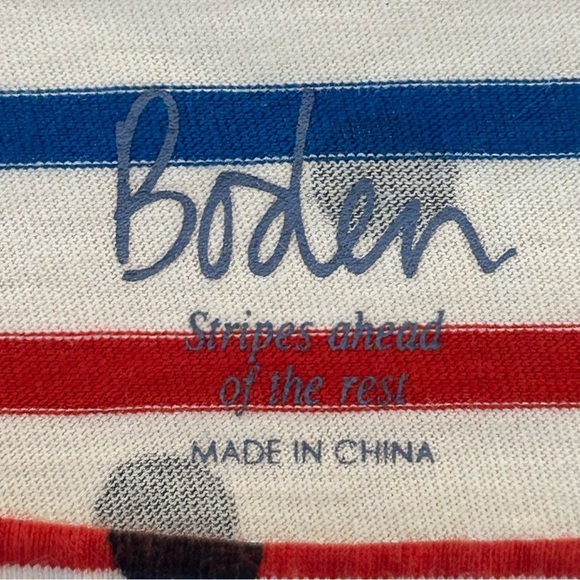 Boden
Stripes ahead
of the rest
MADE IN CHINA